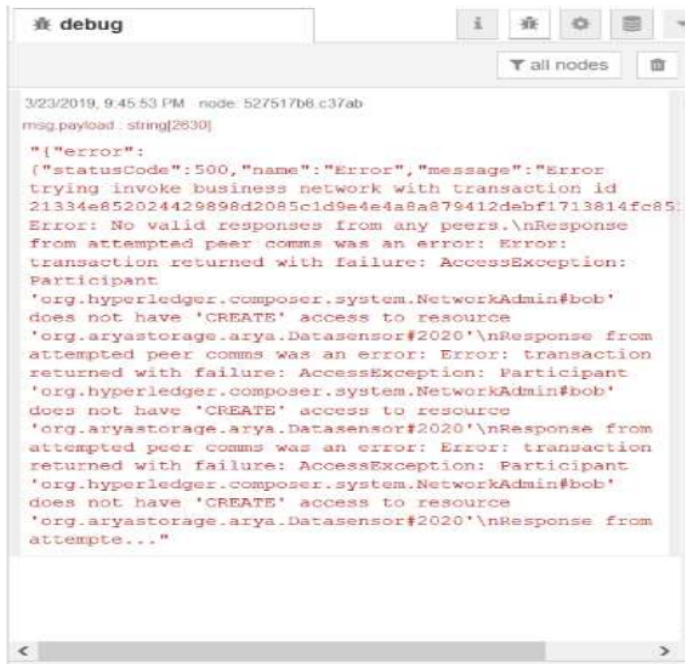 debug
i
all nodes
3/23/2019, 9:45:53 PM node: 527517b8.c37ab
msg.payload : string[2630]
"{"error":
{"statusCode":500,"name":"Error","message":"Error
trying invoke business network with transaction id
21334e852024429898d2085c1d9e4e4a8a879412debf1713814fc85
Error: No valid responses from any peers.\nResponse
from attempted peer comms was an error: Error:
transaction returned with failure: AccessException:
Participant
'org.hyperledger.composer.system.NetworkAdmin#bob'
does not have 'CREATE' access to resource
'org.aryastorage.arya.Datasensor#2020'\nResponse from
attempted peer comms was an error: Error: transaction
returned with failure: AccessException: Participant
'org.hyperledger.composer.system.NetworkAdmin#bob'
does not have 'CREATE' access to resource
'org.aryastorage.arya.Datasensor#2020'\nResponse from
attempted peer comms was an error: Error: transaction
returned with failure: AccessException: Participant
'org.hyperledger.composer.system.NetworkAdmin#bob'
does not have 'CREATE' access to resource
'org.aryastorage.arya.Datasensor#2020'\nResponse from
attempte..."